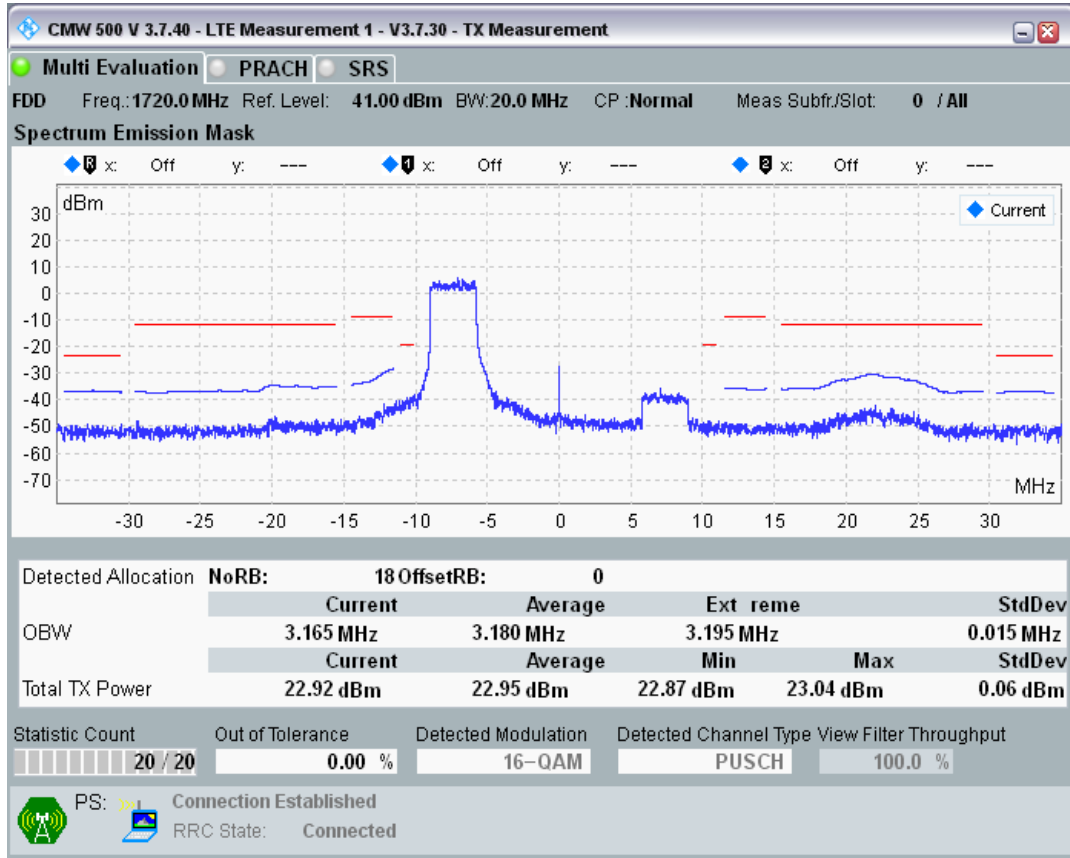 CMW 500 V 3.7.40 - LTE Measurement 1 - V3.7.30 - TX Measurement
Multi Evaluation PRACH SRS
FDD Freq.: 1720.0 MHz Ref. Level: 41.00 dBm BW: 20.0 MHz CP : Normal Meas Subfr./Slot: 0 / All
Spectrum Emission Mask
R x: Off y: --- 1 x: Off y: --- 2 x: Off y: ---
dBm
Current
30
20
10
0
-10
-20
-30
-40
-50
-60
-70
MHz
-30 -25 -20 -15 -10 -5 0 5 10 15 20 25 30
Detected Allocation NoRB: 18 OffsetRB: 0
Current Average Ext reme StdDev
OBW 3.165 MHz 3.180 MHz 3.195 MHz 0.015 MHz
Current Average Min Max StdDev
Total TX Power 22.92 dBm 22.95 dBm 22.87 dBm 23.04 dBm 0.06 dBm
Statistic Count Out of Tolerance Detected Modulation Detected Channel Type View Filter Throughput
20 / 20 0.00 % 16-QAM PUSCH 100.0 %
PS: Connection Established
RRC State: Connected